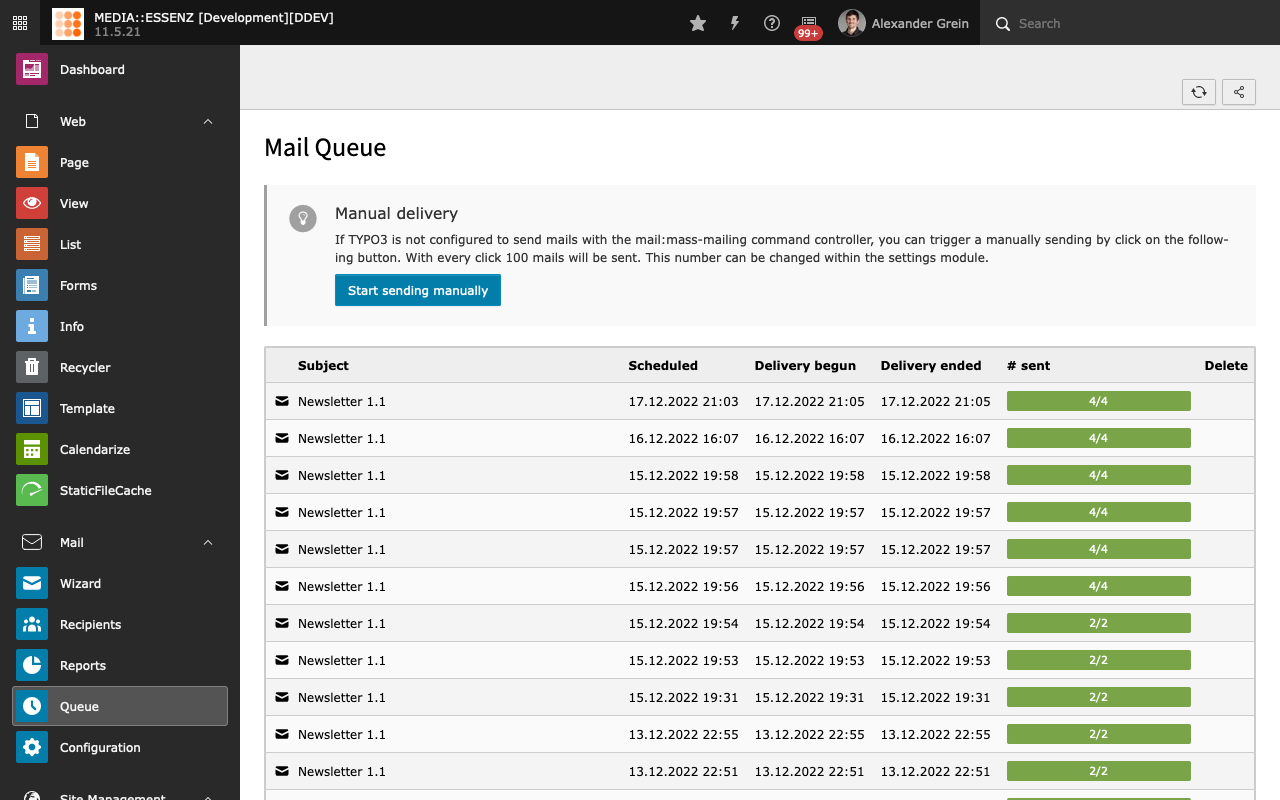 MEDIA::ESSENZ [Development][DDEV]
11.5.21
99+
Alexander Grein
Search
Dashboard
Web
Page
View
List
Forms
Info
Recycler
Template
Calendarize
StaticFileCache
Mail
Wizard
Recipients
Reports
Queue
Configuration
Site Management
Mail Queue
Manual delivery
If TYPO3 is not configured to send mails with the mail:mass-mailing command controller, you can trigger a manually sending by click on the follow-
ing button. With every click 100 mails will be sent. This number can be changed within the settings module.
Start sending manually
Subject Scheduled Delivery begun Delivery ended # sent Delete
Newsletter 1.1 17.12.2022 21:03 17.12.2022 21:05 17.12.2022 21:05 4/4
Newsletter 1.1 16.12.2022 16:07 16.12.2022 16:07 16.12.2022 16:07 4/4
Newsletter 1.1 15.12.2022 19:58 15.12.2022 19:58 15.12.2022 19:58 4/4
Newsletter 1.1 15.12.2022 19:57 15.12.2022 19:57 15.12.2022 19:57 4/4
Newsletter 1.1 15.12.2022 19:57 15.12.2022 19:57 15.12.2022 19:57 4/4
Newsletter 1.1 15.12.2022 19:56 15.12.2022 19:56 15.12.2022 19:56 4/4
Newsletter 1.1 15.12.2022 19:54 15.12.2022 19:54 15.12.2022 19:54 2/2
Newsletter 1.1 15.12.2022 19:53 15.12.2022 19:53 15.12.2022 19:53 2/2
Newsletter 1.1 15.12.2022 19:31 15.12.2022 19:31 15.12.2022 19:31 2/2
Newsletter 1.1 13.12.2022 22:55 13.12.2022 22:55 13.12.2022 22:55 2/2
Newsletter 1.1 13.12.2022 22:51 13.12.2022 22:51 13.12.2022 22:51 2/2